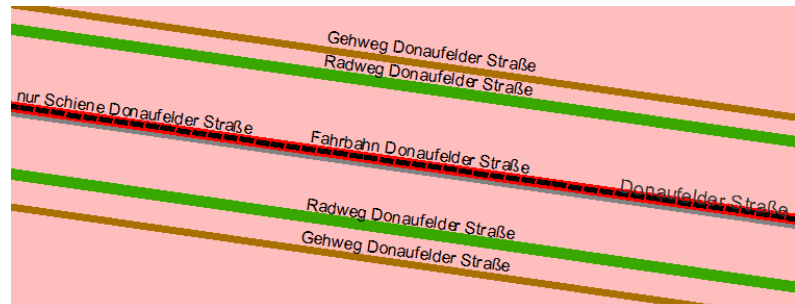 Gehweg Donaufelder Straße
Radweg Donaufelder Straße
nur Schiene Donaufelder Straße
Fahrbahn Donaufelder Straße
Donaufelder Straße
Radweg Donaufelder Straße
Gehweg Donaufelder Straße